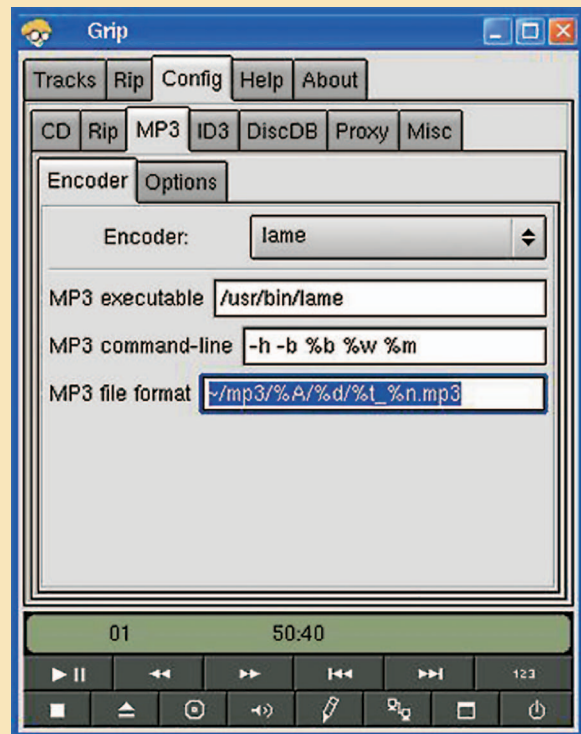 Grip
Tracks Rip Config Help About
CD Rip MP3 ID3 DiscDB Proxy Misc
Encoder Options
Encoder: lame
MP3 executable /usr/bin/lame
MP3 command-line -h -b %b %w %m
MP3 file format ~/mp3/%A/%d/%t_%n.mp3
01 50:40
123